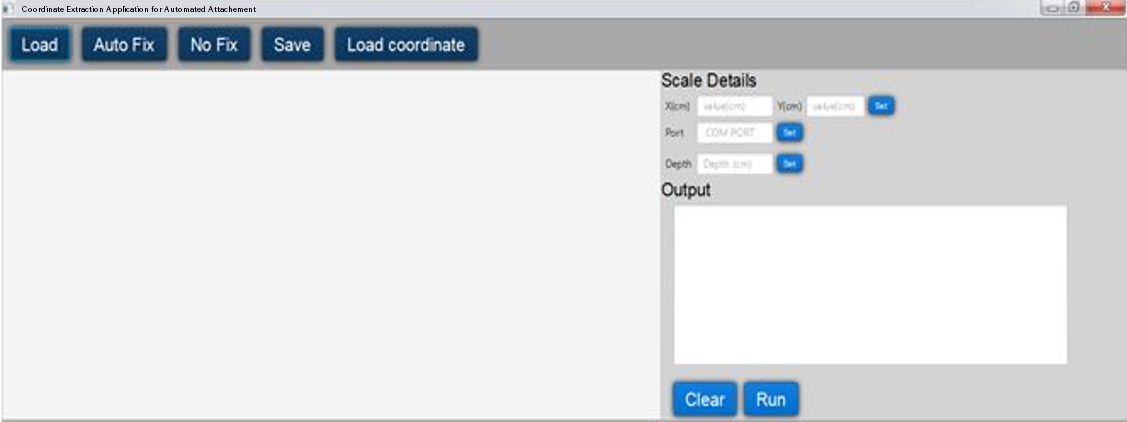 Coordinate Extraction Application for Automated Attachement
Load Auto Fix No Fix Save Load coordinate
Scale Details
X(cm) value(cm) Y(cm) value(cm) Set
Port COM PORT Set
Depth Depth (cm) Set
Output
Clear Run